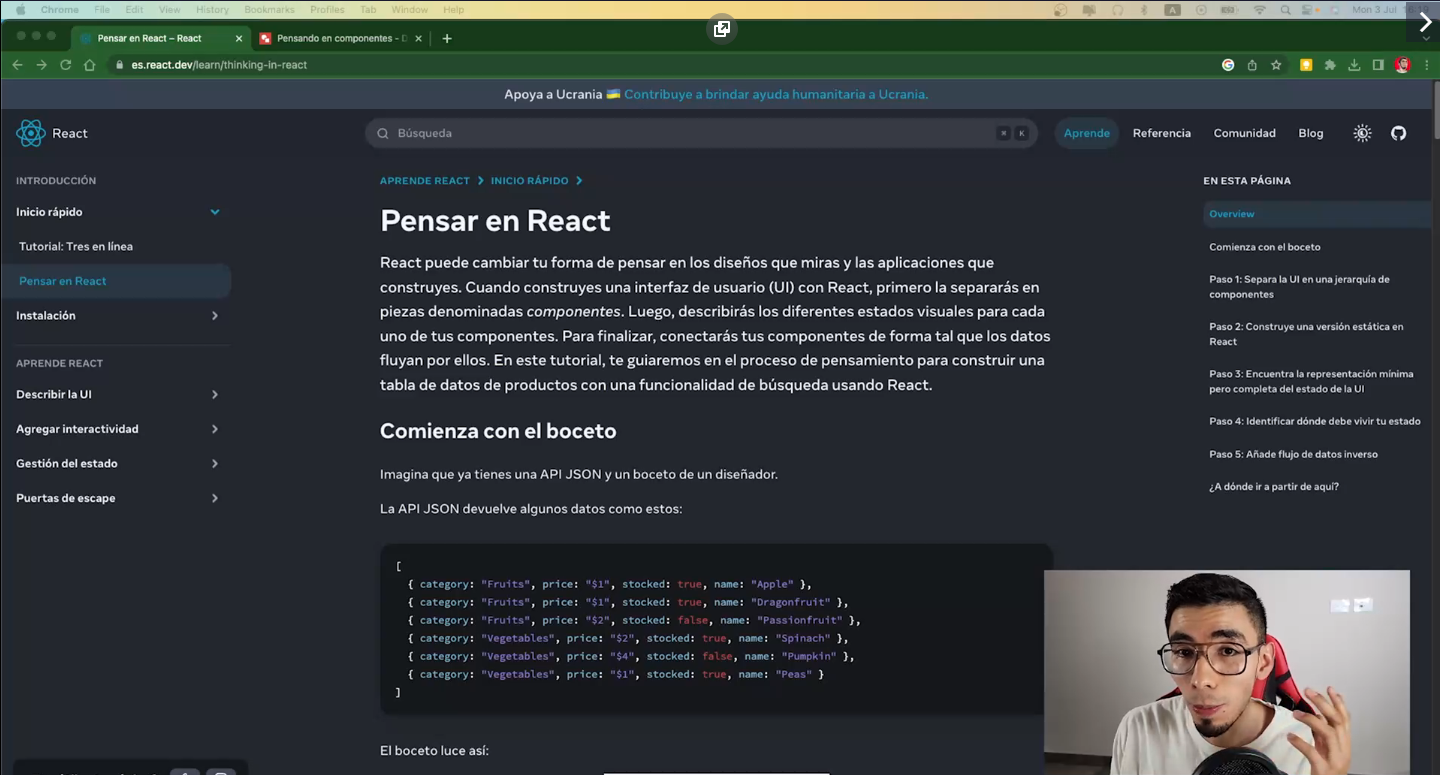 Chrome File Edit View History Bookmarks Profiles Tab Window Help
Mon 3 Jul
Pensar en React – React
Pensando en componentes -
es.react.dev/learn/thinking-in-react
Apoya a Ucrania 🇺🇦 Contribuye a brindar ayuda humanitaria a Ucrania.
React
Búsqueda
⌘ K
Aprende Referencia Comunidad Blog
INTRODUCCIÓN
Inicio rápido
Tutorial: Tres en línea
Pensar en React
Instalación
APRENDE REACT
Describir la UI
Agregar interactividad
Gestión del estado
Puertas de escape
APRENDE REACT > INICIO RÁPIDO >
Pensar en React
React puede cambiar tu forma de pensar en los diseños que miras y las aplicaciones que
construyes. Cuando construyes una interfaz de usuario (UI) con React, primero la separarás en
piezas denominadas componentes. Luego, describirás los diferentes estados visuales para cada
uno de tus componentes. Para finalizar, conectarás tus componentes de forma tal que los datos
fluyan por ellos. En este tutorial, te guiaremos en el proceso de pensamiento para construir una
tabla de datos de productos con una funcionalidad de búsqueda usando React.
Comienza con el boceto
Imagina que ya tienes una API JSON y un boceto de un diseñador.
La API JSON devuelve algunos datos como estos:
[
{ category: "Fruits", price: "$1", stocked: true, name: "Apple" },
{ category: "Fruits", price: "$1", stocked: true, name: "Dragonfruit" },
{ category: "Fruits", price: "$2", stocked: false, name: "Passionfruit" },
{ category: "Vegetables", price: "$2", stocked: true, name: "Spinach" },
{ category: "Vegetables", price: "$4", stocked: false, name: "Pumpkin" },
{ category: "Vegetables", price: "$1", stocked: true, name: "Peas" }
]
El boceto luce así:
EN ESTA PÁGINA
Overview
Comienza con el boceto
Paso 1: Separa la UI en una jerarquía de
componentes
Paso 2: Construye una versión estática en
React
Paso 3: Encuentra la representación mínima
pero completa del estado de la UI
Paso 4: Identificar dónde debe vivir tu estado
Paso 5: Añade flujo de datos inverso
¿A dónde ir a partir de aquí?